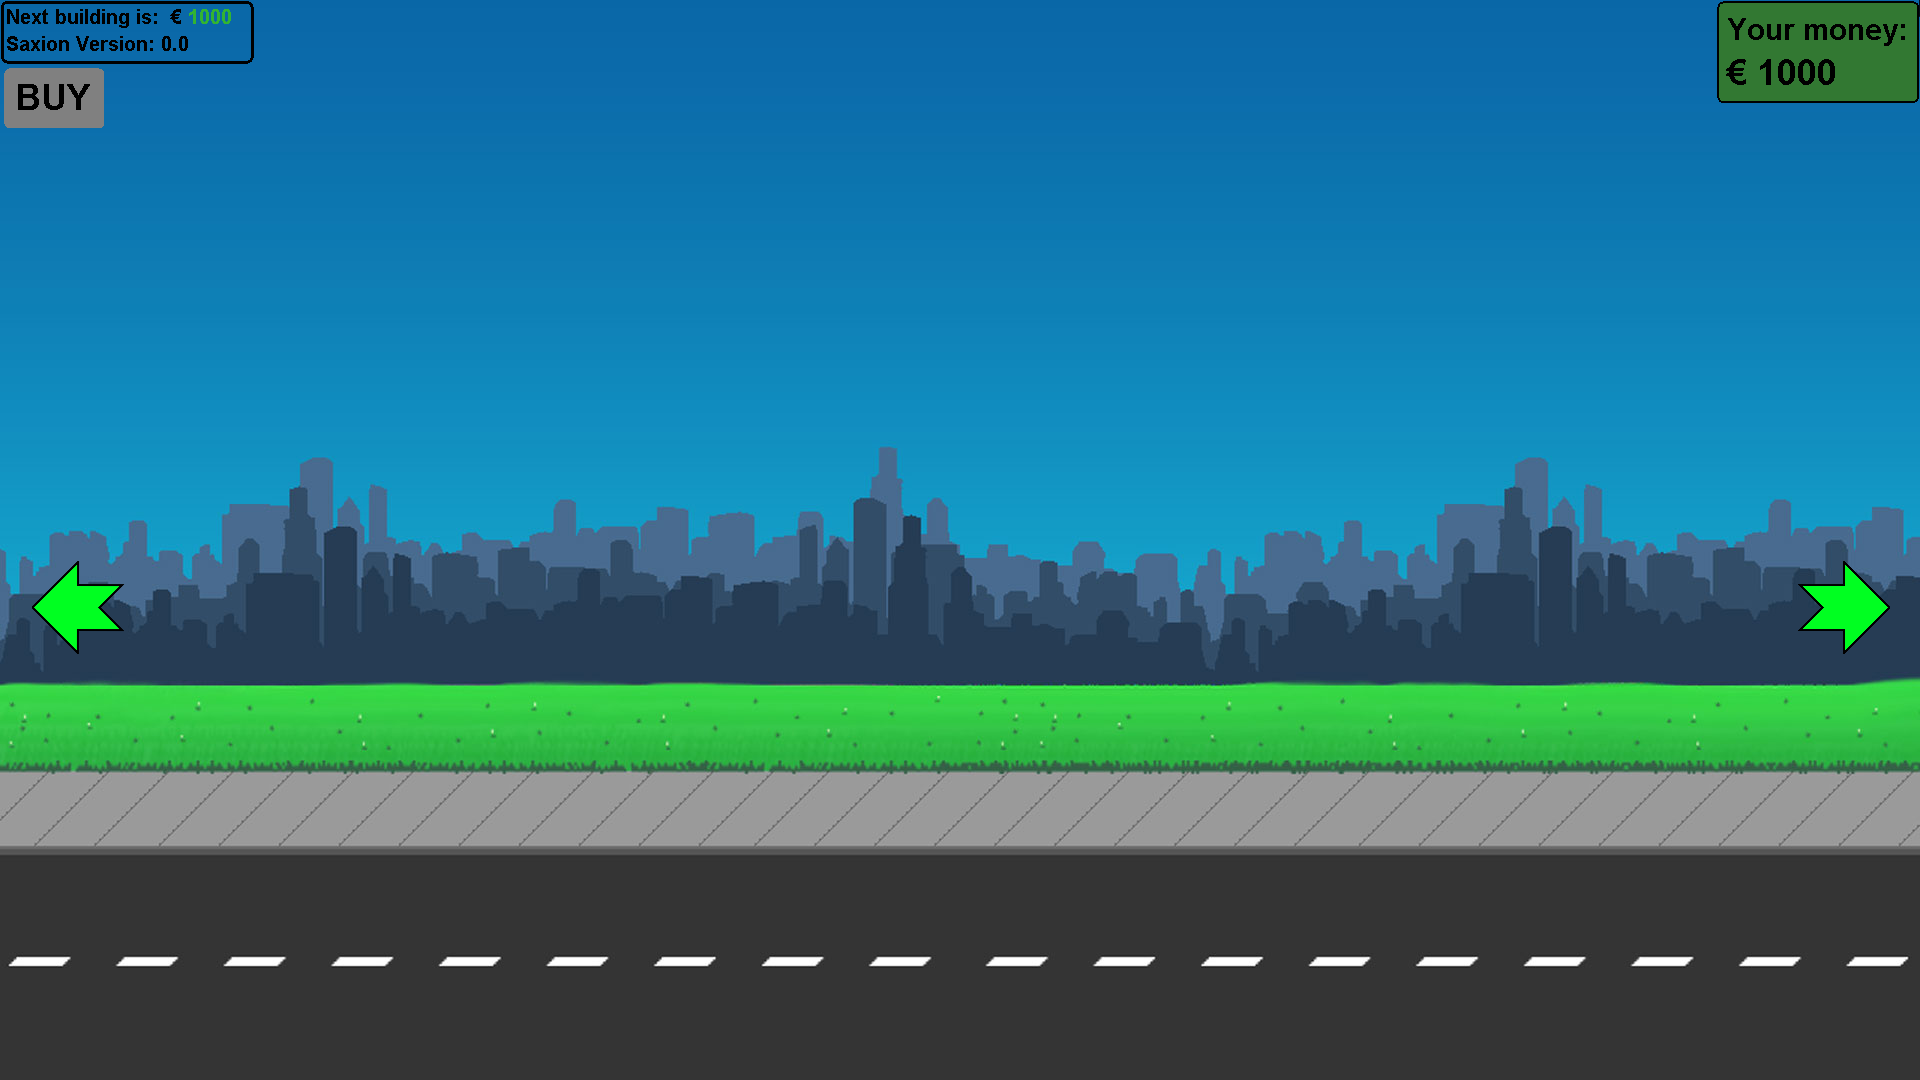 Next building is: € 1000
Saxion Version: 0.0
BUY
Your money:
€ 1000